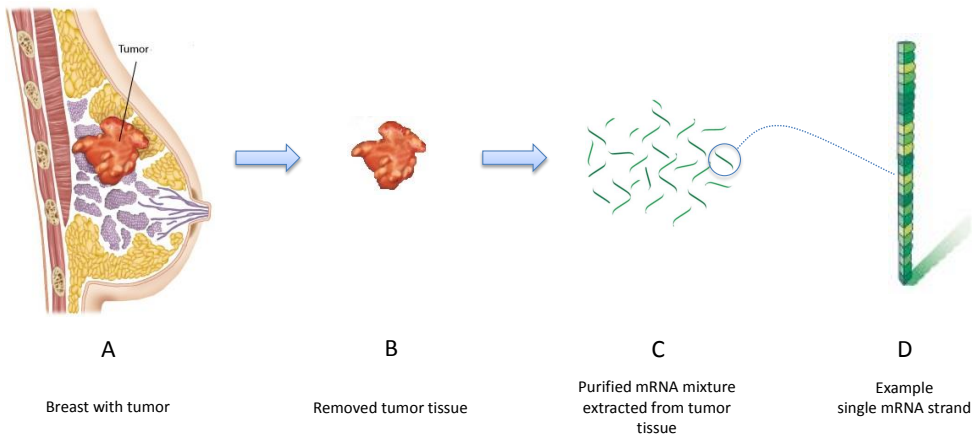 Tumor
A
B
C
D
Breast with tumor
Removed tumor tissue
Purified mRNA mixture
extracted from tumor
tissue
Example
single mRNA strand